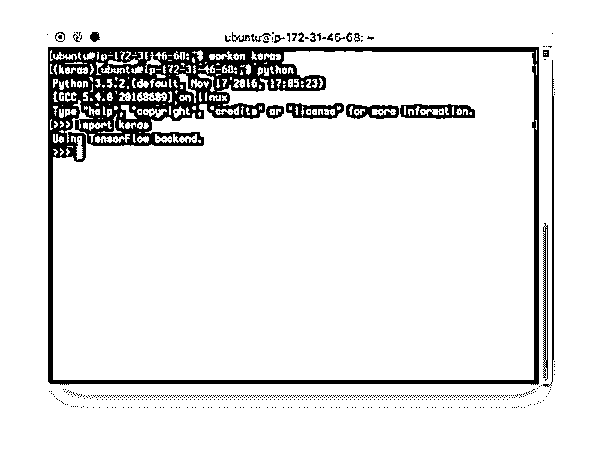 ubuntu@ip-172-31-46-68: ~
[ubuntu@ip-172-31-46-68:~$ workon keras
[(keras) ubuntu@ip-172-31-46-68:~$ python
Python 3.5.2 (default, Nov 17 2016, 17:05:23)
[GCC 5.4.0 20160609] on linux
Type "help", "copyright", "credits" or "license" for more information.
[>>> import keras
Using TensorFlow backend.
>>>